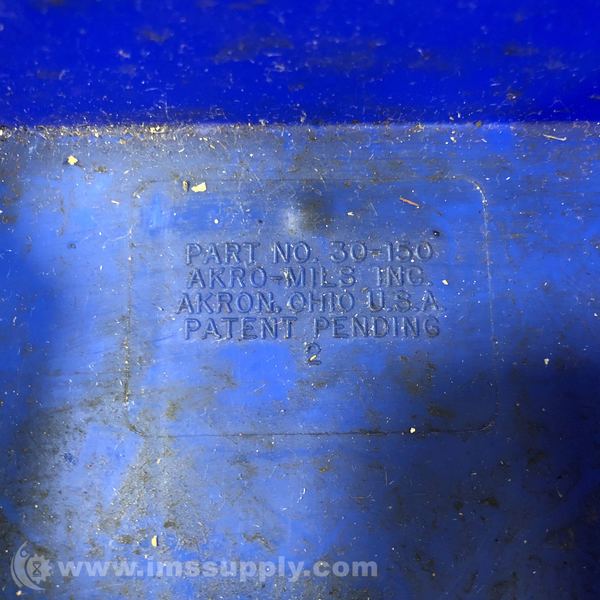 PART NO. 30-150
AKRO-MILS INC.
AKRON, OHIO U.S.A.
PATENT PENDING
2
www.imssupply.com